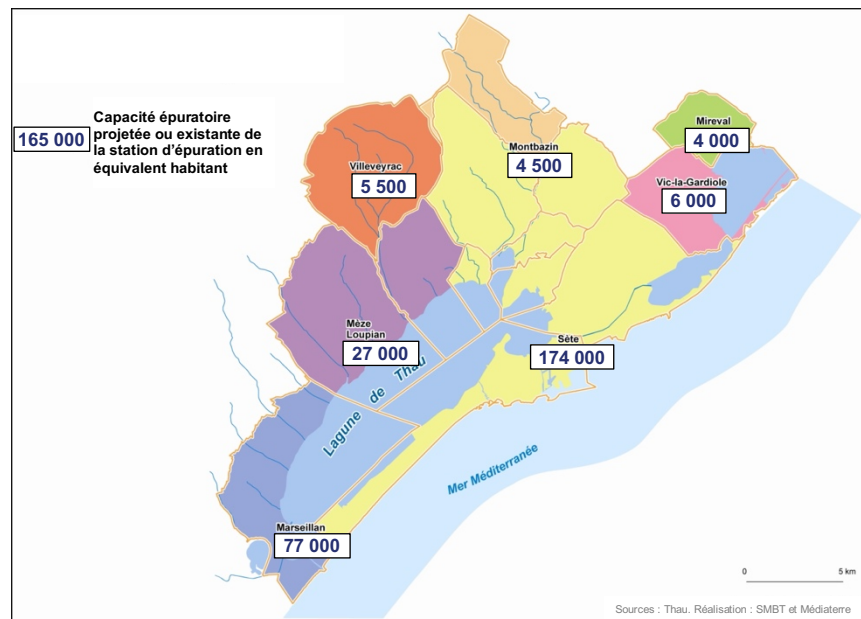 165 000
Capacité épuratoire
projetée ou existante de
la station d'épuration en
équivalent habitant
Mireval
4 000
Montbazin
4 500
Villeveyrac
5 500
Vic-la-Gardiole
6 000
Mèze
Loupian
27 000
Sète
174 000
Lagune de Thau
Mer Méditerranée
Marseillan
77 000
0 5 km
Sources : Thau. Réalisation : SMBT et Médiaterre